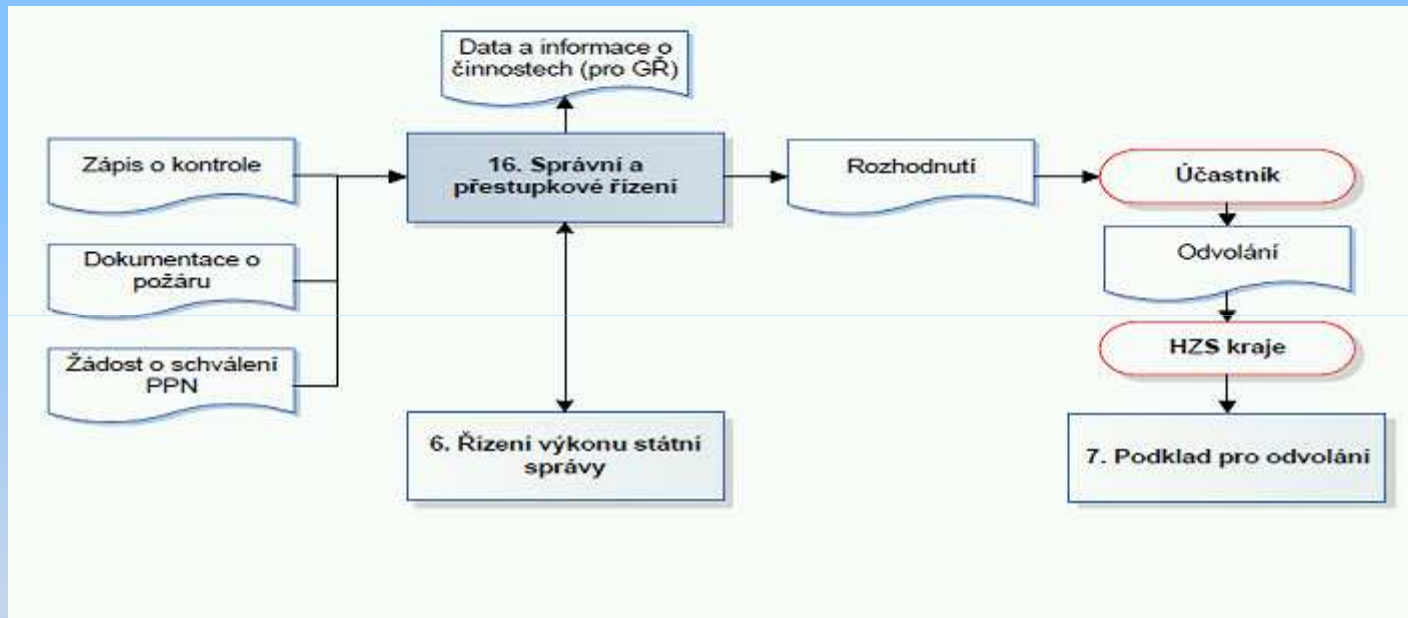 Data a informace o
činnostech (pro GŘ)
Zápis o kontrole
16. Správní a
přestupkové řízení
Rozhodnutí
Účastník
Dokumentace o
požáru
Odvolání
Žádost o schválení
PPN
HZS kraje
6. Řízení výkonu státní
správy
7. Podklad pro odvolání